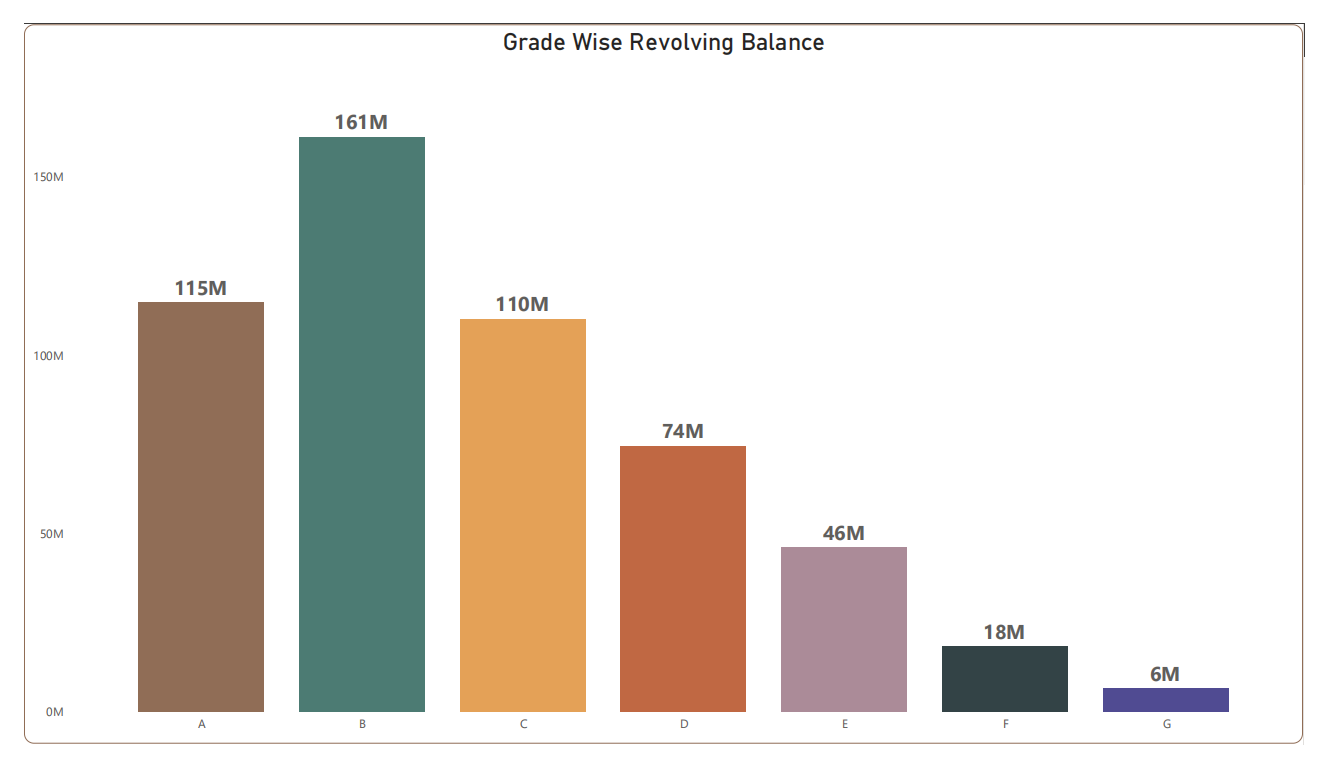 Grade Wise Revolving Balance
161M
150M
115M
110M
100M
74M
50M
46M
18M
6M
0M
A B C D E F G